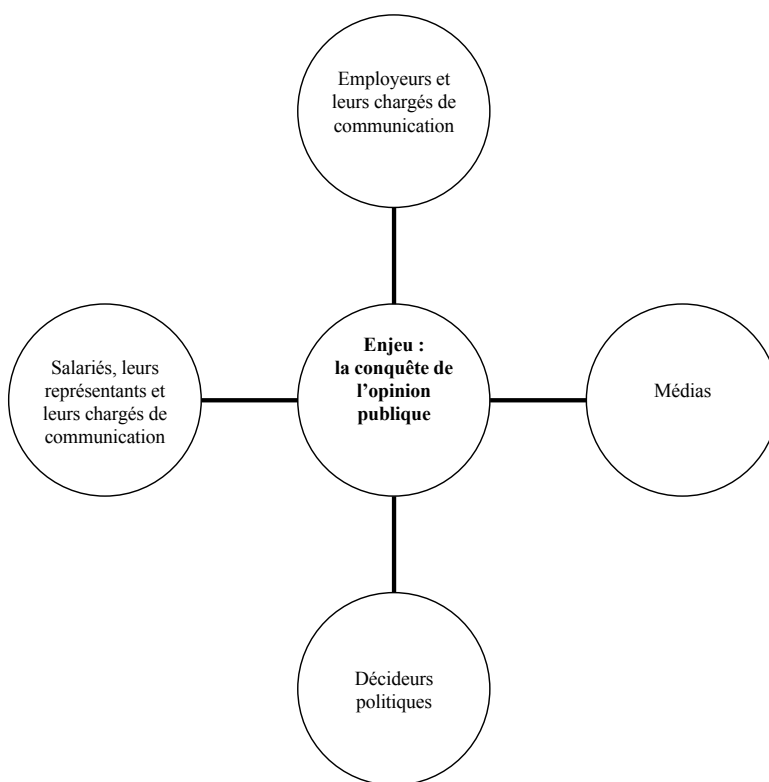 Employeurs et
leurs chargés de
communication
Salariés, leurs
représentants et
leurs chargés de
communication
Enjeu :
la conquête de
l’opinion
publique
Médias
Décideurs
politiques